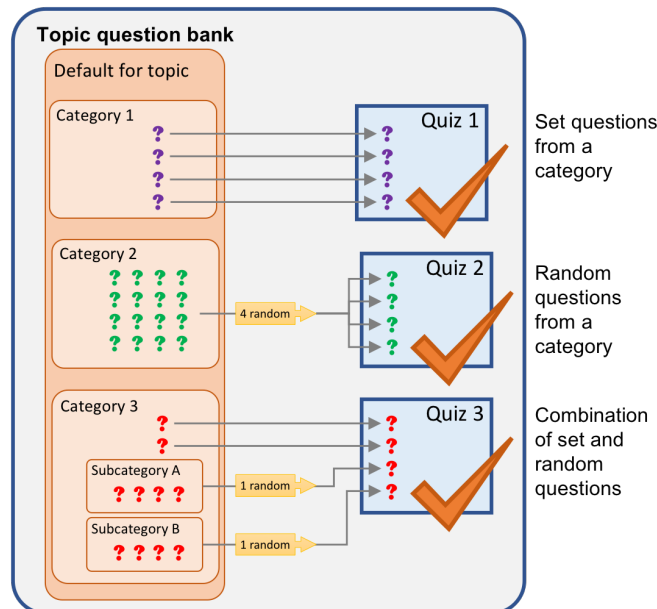 Topic question bank
Default for topic
Category 1
? 
?
?
?
Quiz 1
?
?
?
?
Set questions
from a
category
Category 2
? ? ? ?
? ? ? ?
? ? ? ?
? ? ? ?
4 random
Quiz 2
?
?
?
?
Random
questions
from a
category
Category 3
?
?
Subcategory A
? ? ? ?
1 random
Subcategory B
? ? ? ?
1 random
Quiz 3
?
?
?
?
Combination
of set and
random
questions